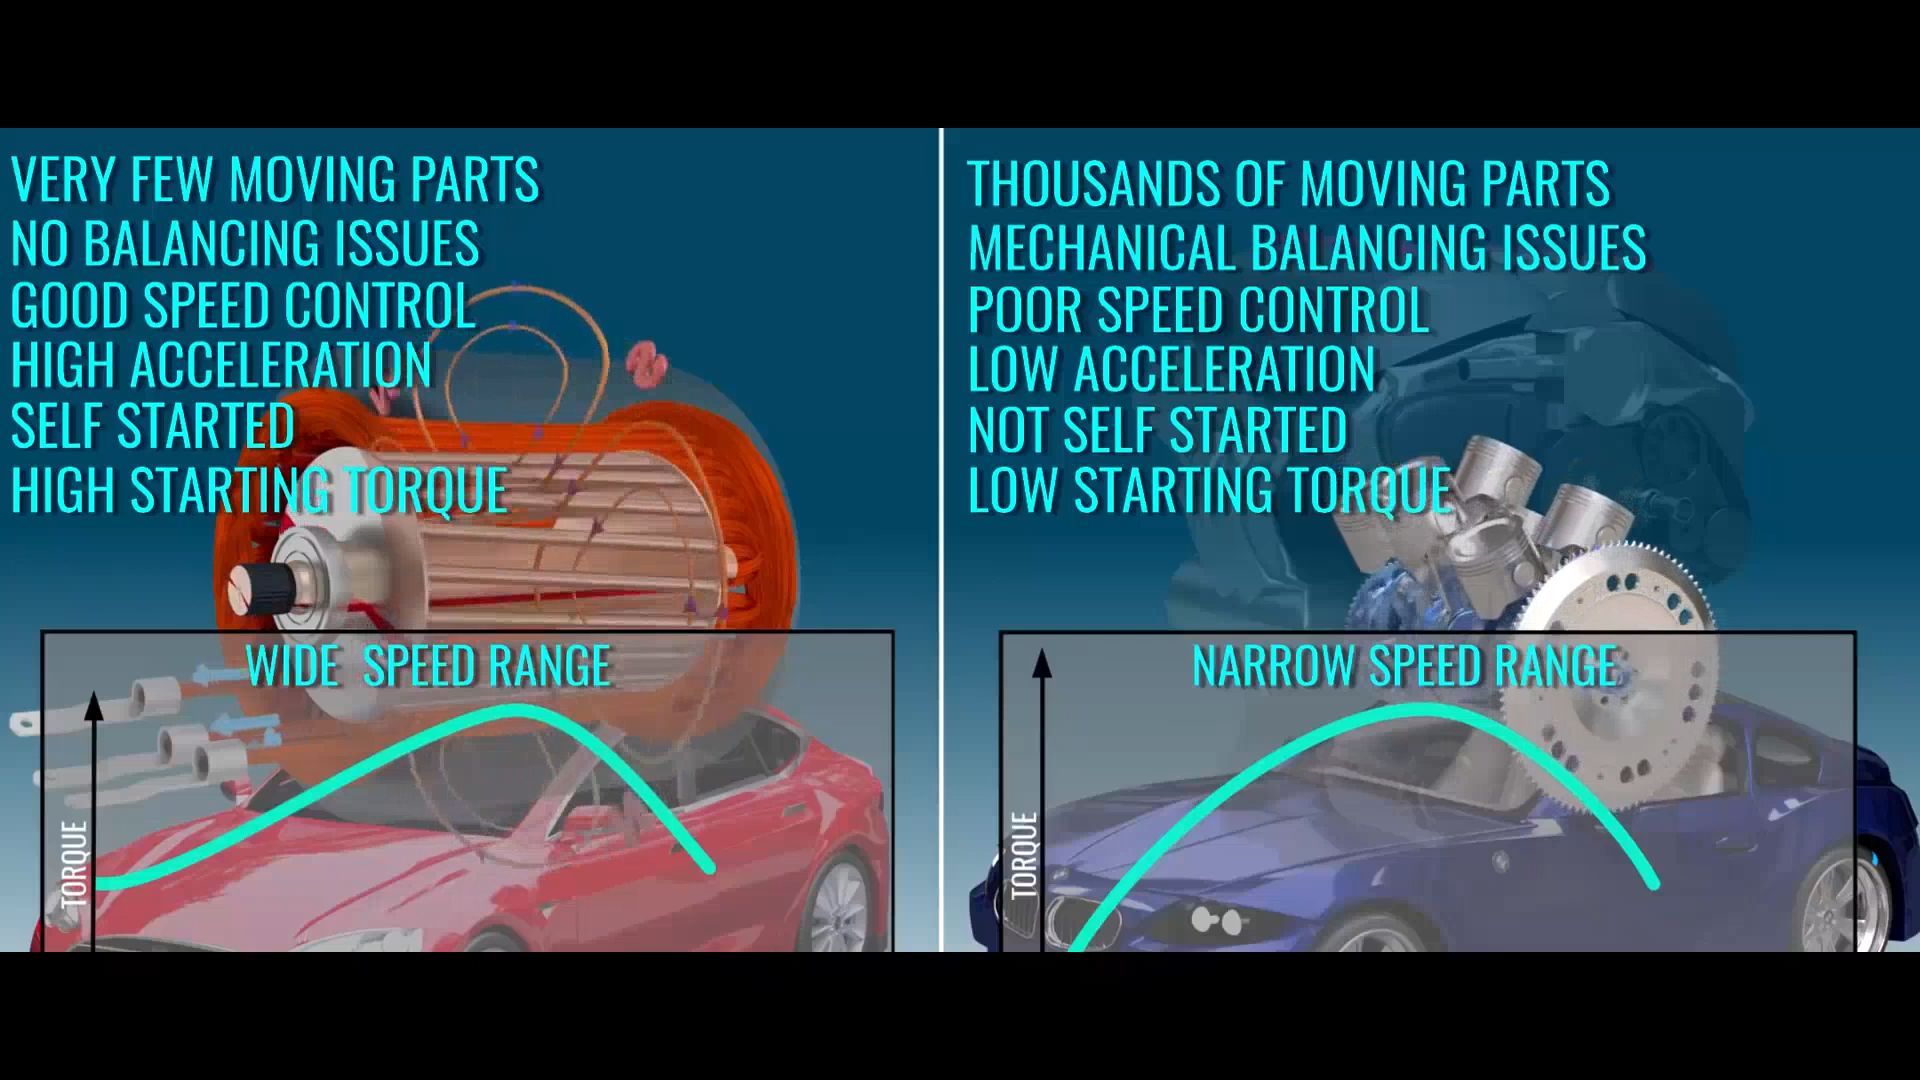 VERY FEW MOVING PARTS
NO BALANCING ISSUES
GOOD SPEED CONTROL
HIGH ACCELERATION
SELF STARTED
HIGH STARTING TORQUE
WIDE SPEED RANGE
TORQUE
THOUSANDS OF MOVING PARTS
MECHANICAL BALANCING ISSUES
POOR SPEED CONTROL
LOW ACCELERATION
NOT SELF STARTED
LOW STARTING TORQUE
NARROW SPEED RANGE
TORQUE